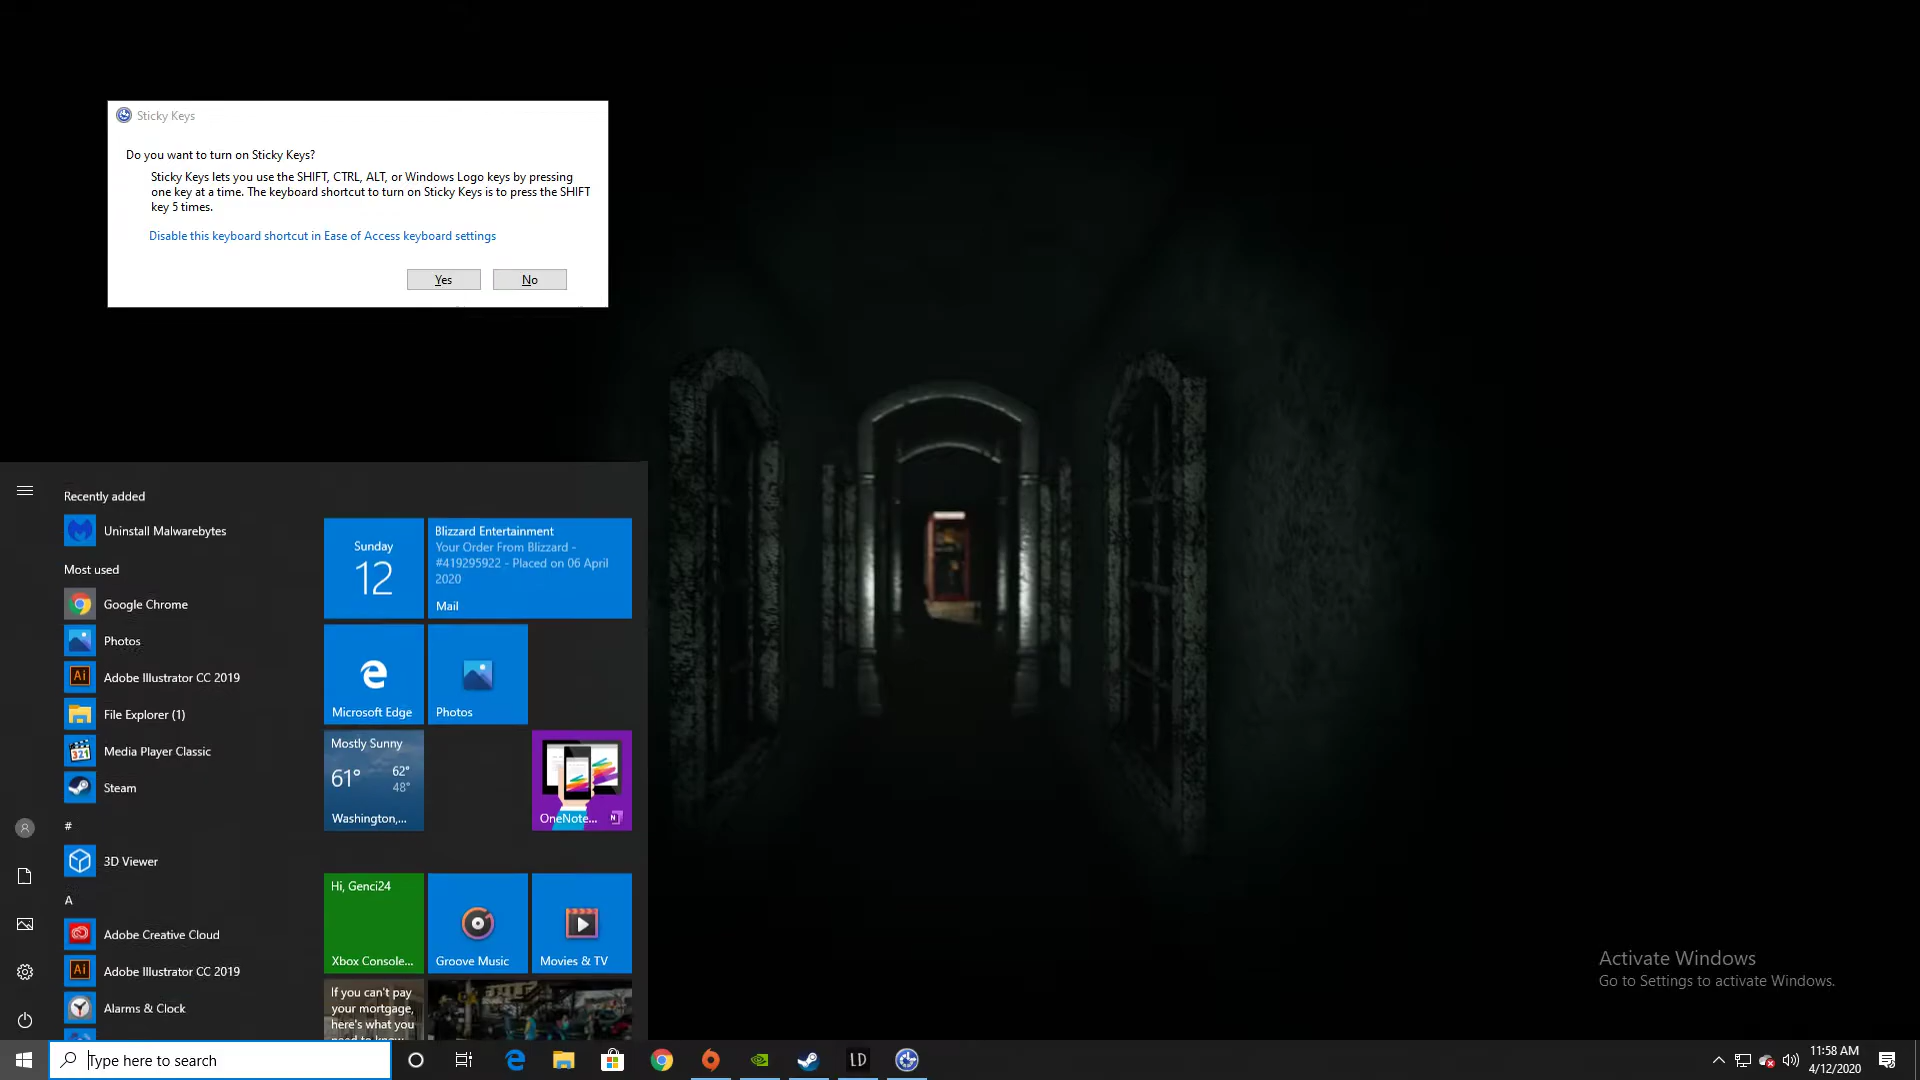 Sticky Keys
Do you want to turn on Sticky Keys?
Sticky Keys lets you use the SHIFT, CTRL, ALT, or Windows Logo keys by pressing
one key at a time. The keyboard shortcut to turn on Sticky Keys is to press the SHIFT
key 5 times.
Disable this keyboard shortcut in Ease of Access keyboard settings
Yes
No
Recently added
Uninstall Malwarebytes
Most used
Google Chrome
Photos
Adobe Illustrator CC 2019
File Explorer (1)
Media Player Classic
Steam
#
3D Viewer
A
Adobe Creative Cloud
Adobe Illustrator CC 2019
Alarms & Clock
Sunday
12
Blizzard Entertainment
Your Order From Blizzard -
#419295922 - Placed on 06 April
2020
Mail
Microsoft Edge
Photos
Mostly Sunny
61° 62°
48°
Washington,...
OneNote...
Hi, Genci24
Xbox Console...
Groove Music
Movies & TV
If you can't pay
your mortgage,
here's what you
need to know
Activate Windows
Go to Settings to activate Windows.
Type here to search
LD
11:58 AM
4/12/2020